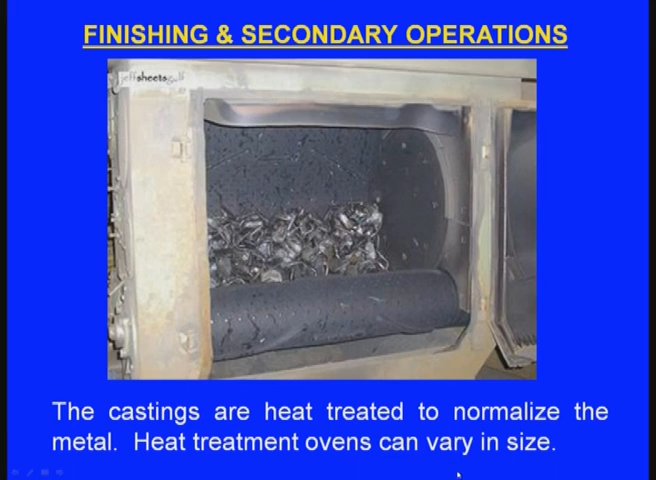 FINISHING & SECONDARY OPERATIONS
jeffsheetsgolf
The castings are heat treated to normalize the
metal. Heat treatment ovens can vary in size.